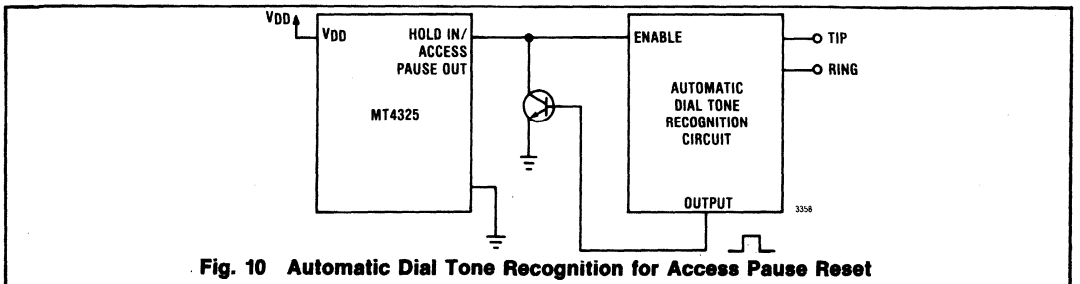 VDD
VDD
HOLD IN/
ACCESS
PAUSE OUT
MT4325
ENABLE
AUTOMATIC
DIAL TONE
RECOGNITION
CIRCUIT
OUTPUT
TIP
RING
3358
Fig. 10 Automatic Dial Tone Recognition for Access Pause Reset